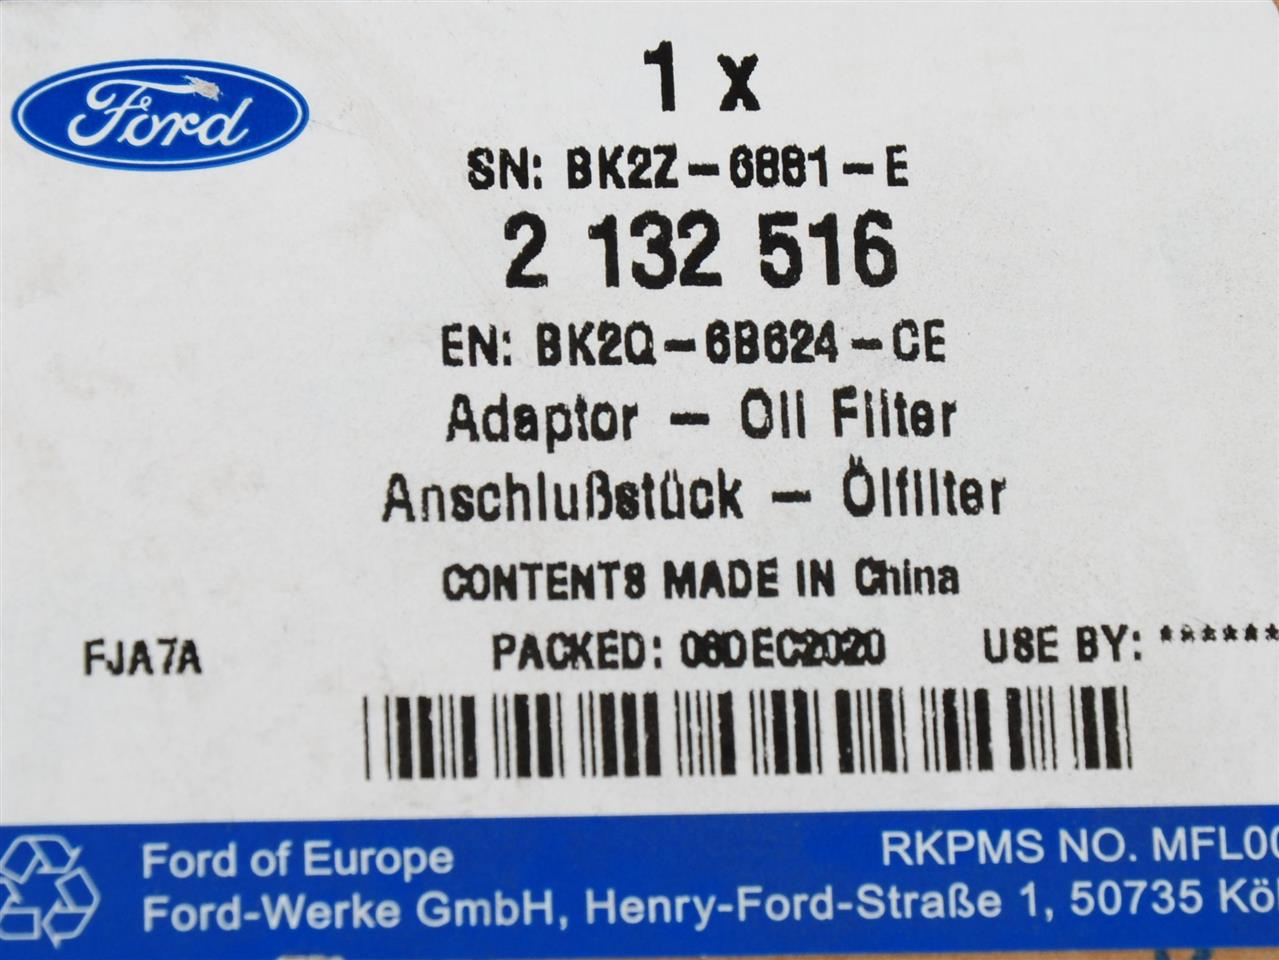 Ford
1 x
SN: BK2Z-6881-E
2 132 516
EN: BK2Q-6B624-CE
Adaptor - Oil Filter
Anschlußstück - Ölfilter
CONTENTS MADE IN China
FJA7A
PACKED: 08DEC2020
USE BY: ******
Ford of Europe
RKPMS NO. MFL00
Ford-Werke GmbH, Henry-Ford-Straße 1, 50735 Kö